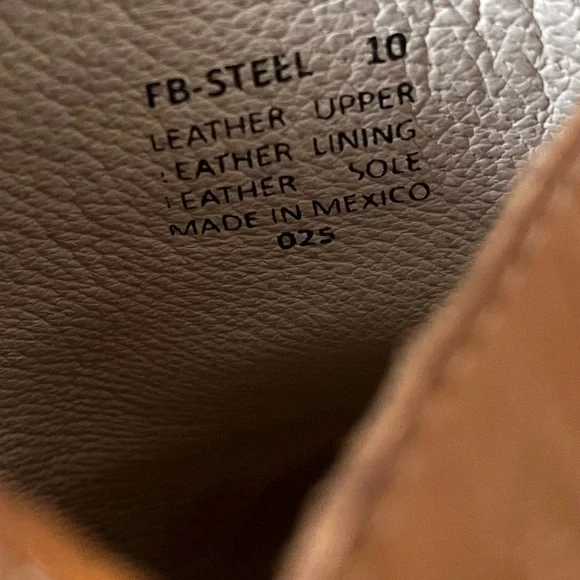 FB-STEEL 10
LEATHER UPPER
LEATHER LINING
LEATHER SOLE
MADE IN MEXICO
025